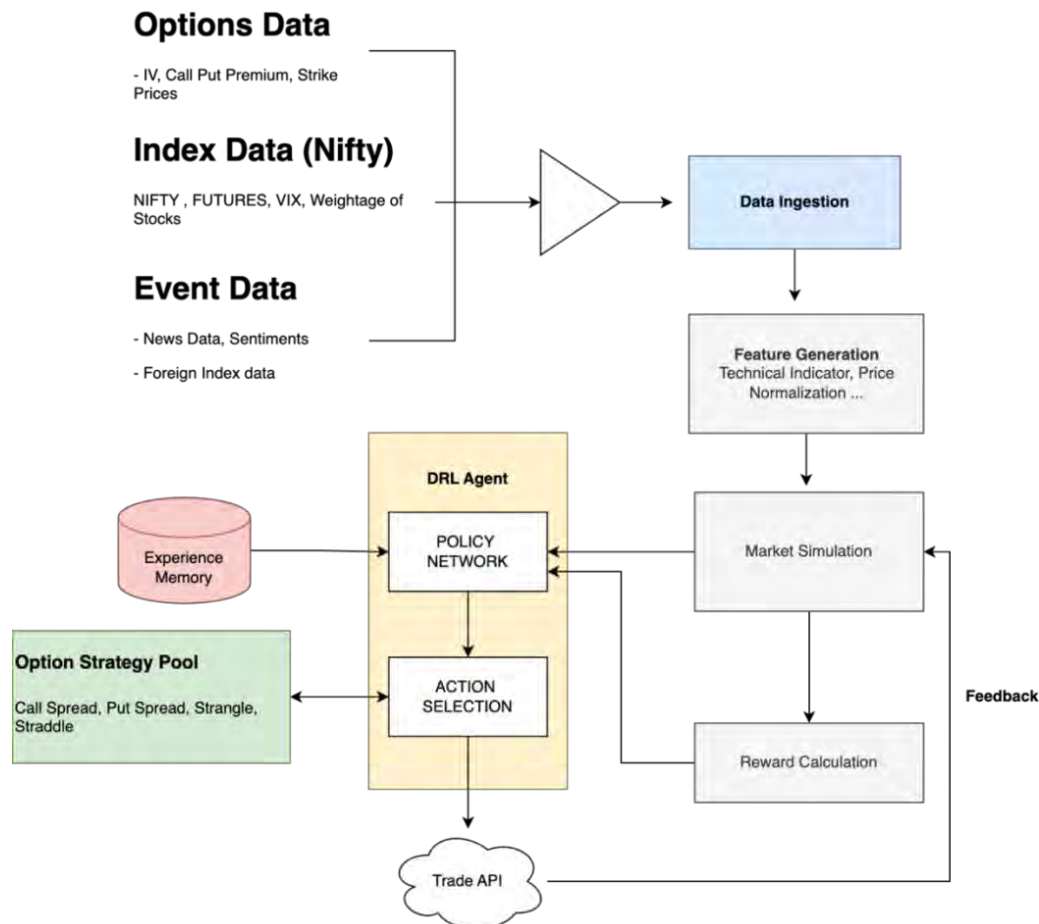 Options Data
- IV, Call Put Premium, Strike
Prices
Index Data (Nifty)
NIFTY , FUTURES, VIX, Weightage of
Stocks
Event Data
- News Data, Sentiments
- Foreign Index data
Data Ingestion
Feature Generation
Technical Indicator, Price
Normalization ...
DRL Agent
POLICY
NETWORK
Market Simulation
Experience
Memory
Option Strategy Pool
Call Spread, Put Spread, Strangle,
Straddle
ACTION
SELECTION
Feedback
Reward Calculation
Trade API